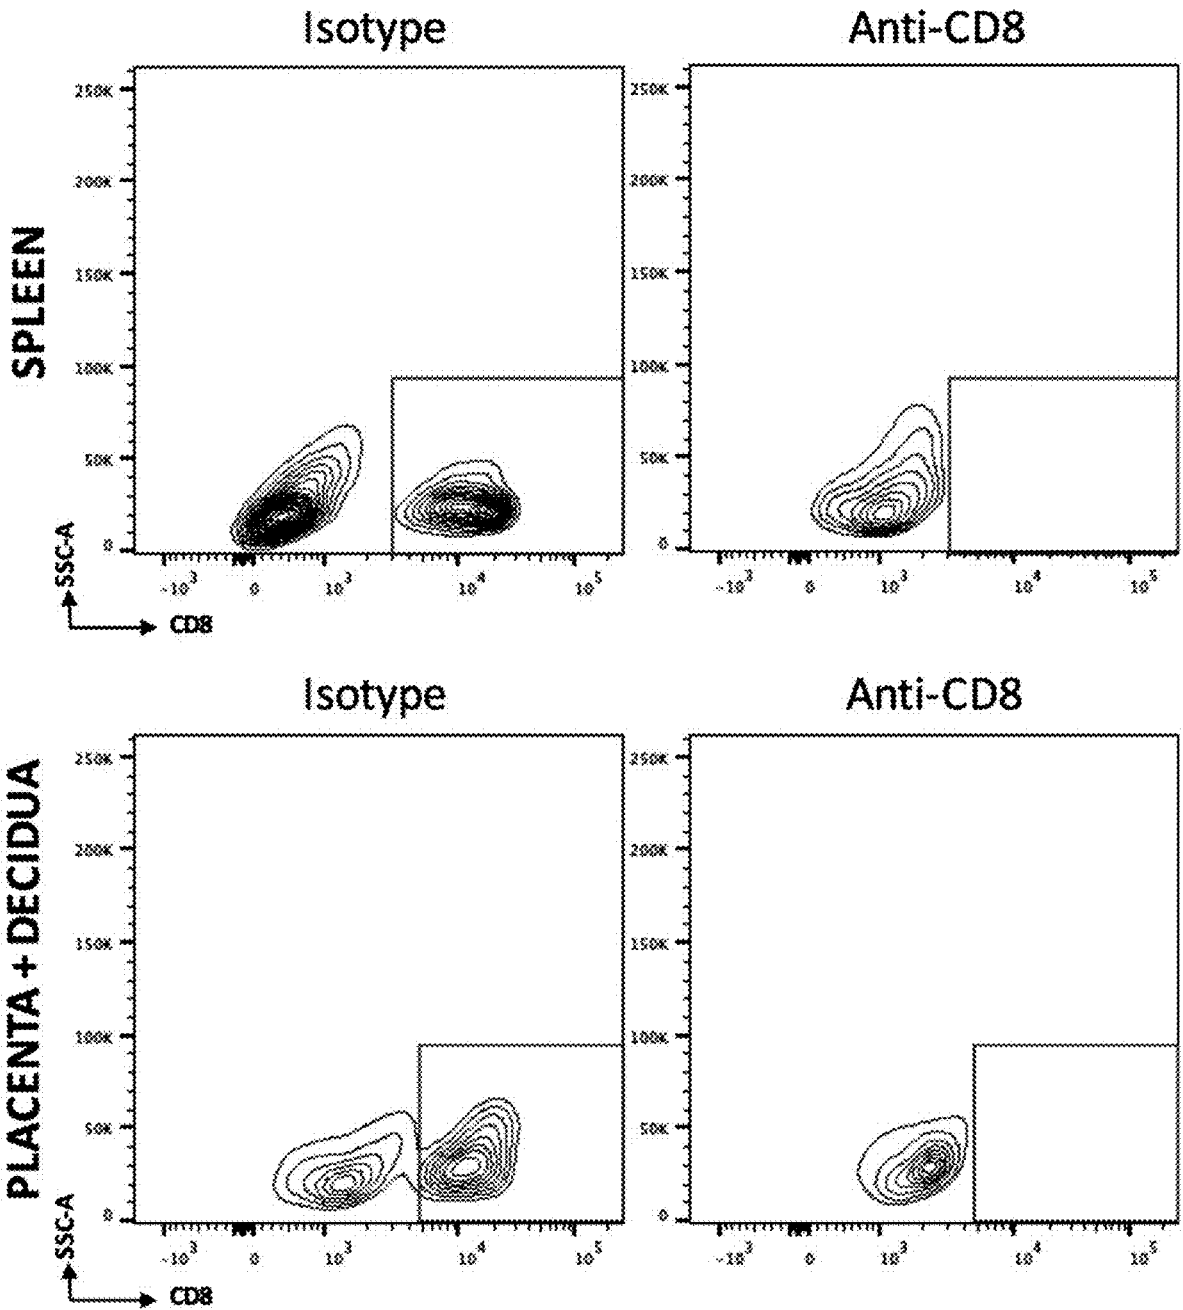 Isotype Anti-CD8
SPLEEN
250K 250K
200K 200K
150K 150K
100K 100K
50K 50K
0 0
-10³ 0 10³ 10⁴ 10⁵ -10³ 0 10³ 10⁴ 10⁵
SSC-A
CD8
Isotype Anti-CD8
PLACENTA + DECIDUA
250K 250K
200K 200K
150K 150K
100K 100K
50K 50K
0 0
-10³ 0 10³ 10⁴ 10⁵ -10³ 0 10³ 10⁴ 10⁵
SSC-A
CD8